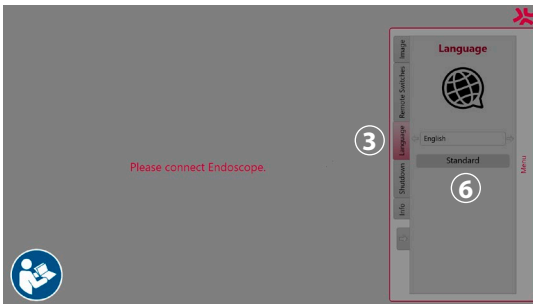 Image
Language
Remote Switches
Language
③
English
Please connect Endoscope.
Standard
Menu
Shutdown
⑥
Info